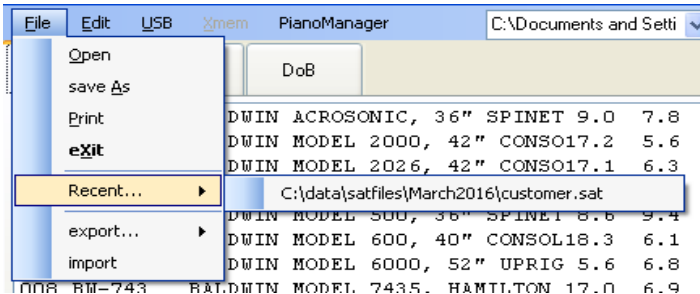 File Edit USB Xmem PianoManager C:\Documents and Setti
Open
DoB
save As
Print
DWIN ACROSONIC, 36" SPINET 9.0 7.8
DWIN MODEL 2000, 42" CONSO17.2 5.6
eXit
DWIN MODEL 2026, 42" CONSO17.1 6.3
Recent...
C:\data\satfiles\March2016\customer.sat
DWIN MODEL 500, 36" SPINET 8.6 9.4
export...
DWIN MODEL 600, 40" CONSOL18.3 6.1
import
DWIN MODEL 6000, 52" UPRIG 5.6 6.8
008 BW-743 BALDWIN MODEL 7435, HAMILTON 17.0 6.9